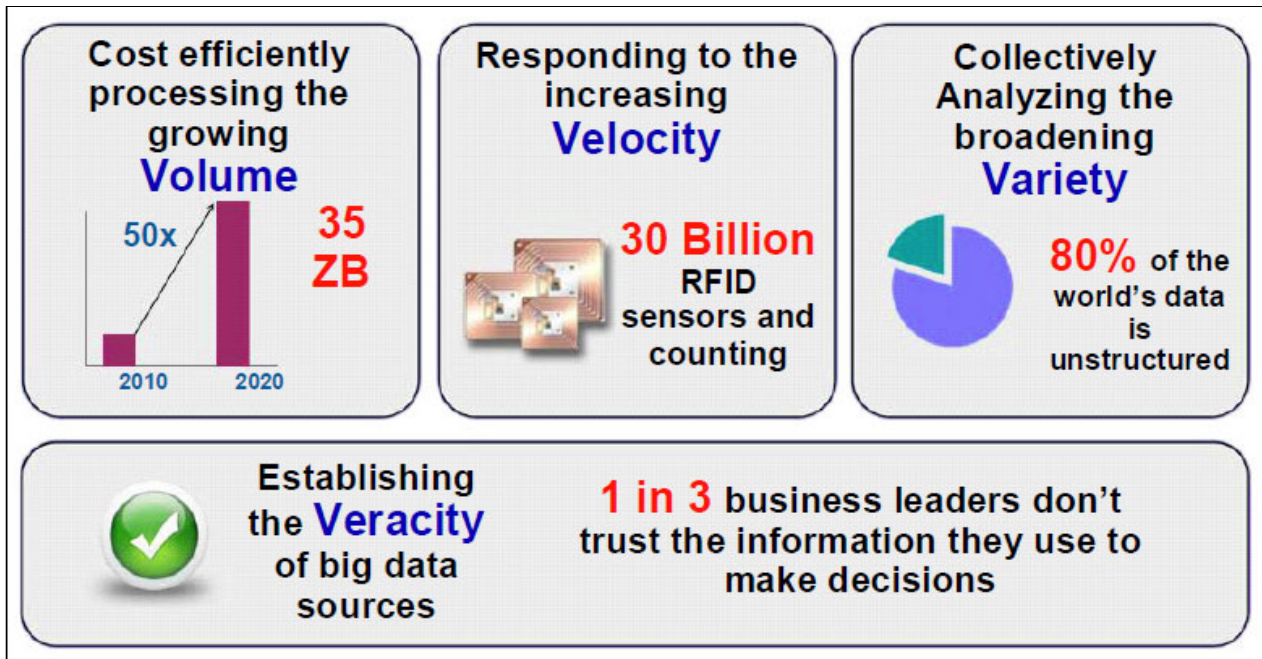 Cost efficiently
processing the
growing
Volume
50x
35
ZB
2010
2020
Responding to the
increasing
Velocity
30 Billion
RFID
sensors and
counting
Collectively
Analyzing the
broadening
Variety
80% of the
world's data
is
unstructured
Establishing
the Veracity
of big data
sources
1 in 3 business leaders don't
trust the information they use to
make decisions